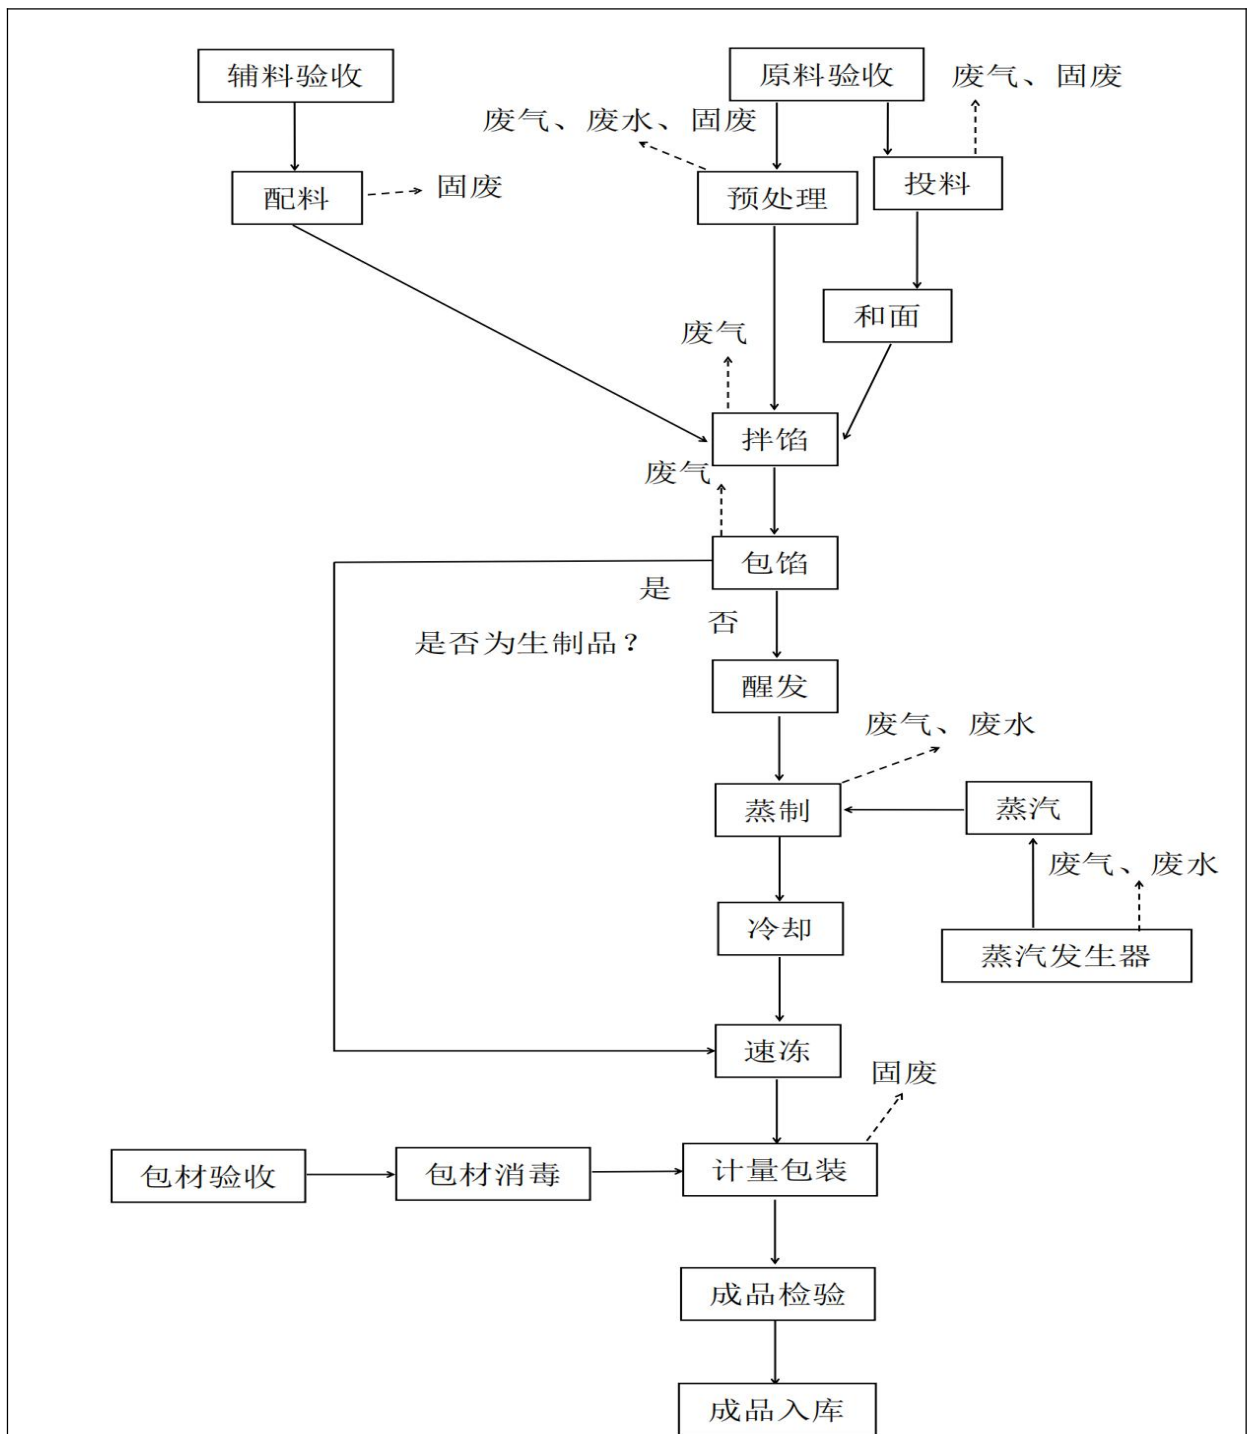 辅料验收
原料验收
废气、固废
废气、废水、固废
配料
固废
预处理
投料
和面
废气
拌馅
废气
包馅
是
否
是否为生制品？
醒发
废气、废水
蒸制
蒸汽
废气、废水
冷却
蒸汽发生器
速冻
固废
包材验收
包材消毒
计量包装
成品检验
成品入库